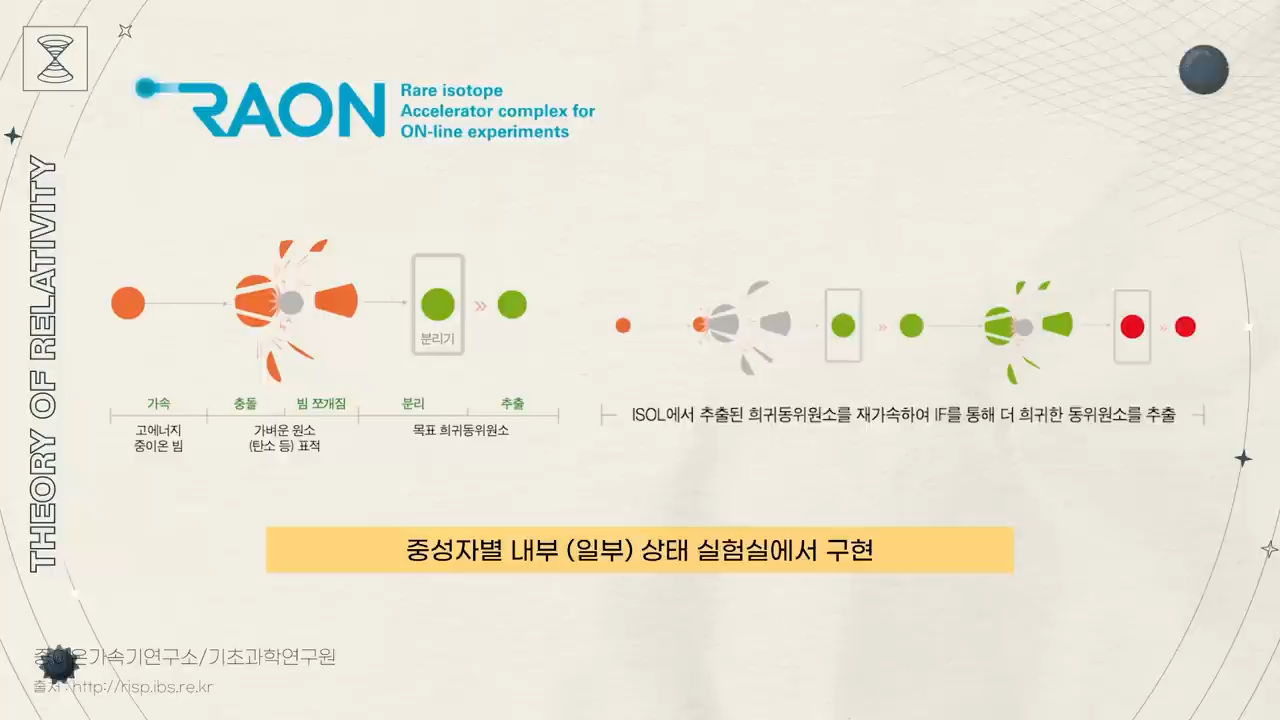 RAON
Rare isotope
Accelerator complex for
ON-line experiments
THEORY OF RELATIVITY
분리기
가속
충돌
빔 쪼개짐
분리
추출
고에너지
중이온 빔
가벼운 원소
(탄소 등) 표적
목표 희귀동위원소
ISOL에서 추출된 희귀동위원소를 재가속하여 IF를 통해 더 희귀한 동위원소를 추출
중성자별 내부 (일부) 상태 실험실에서 구현
중이온가속기연구소/기초과학연구원
출처 : http://risp.ibs.re.kr